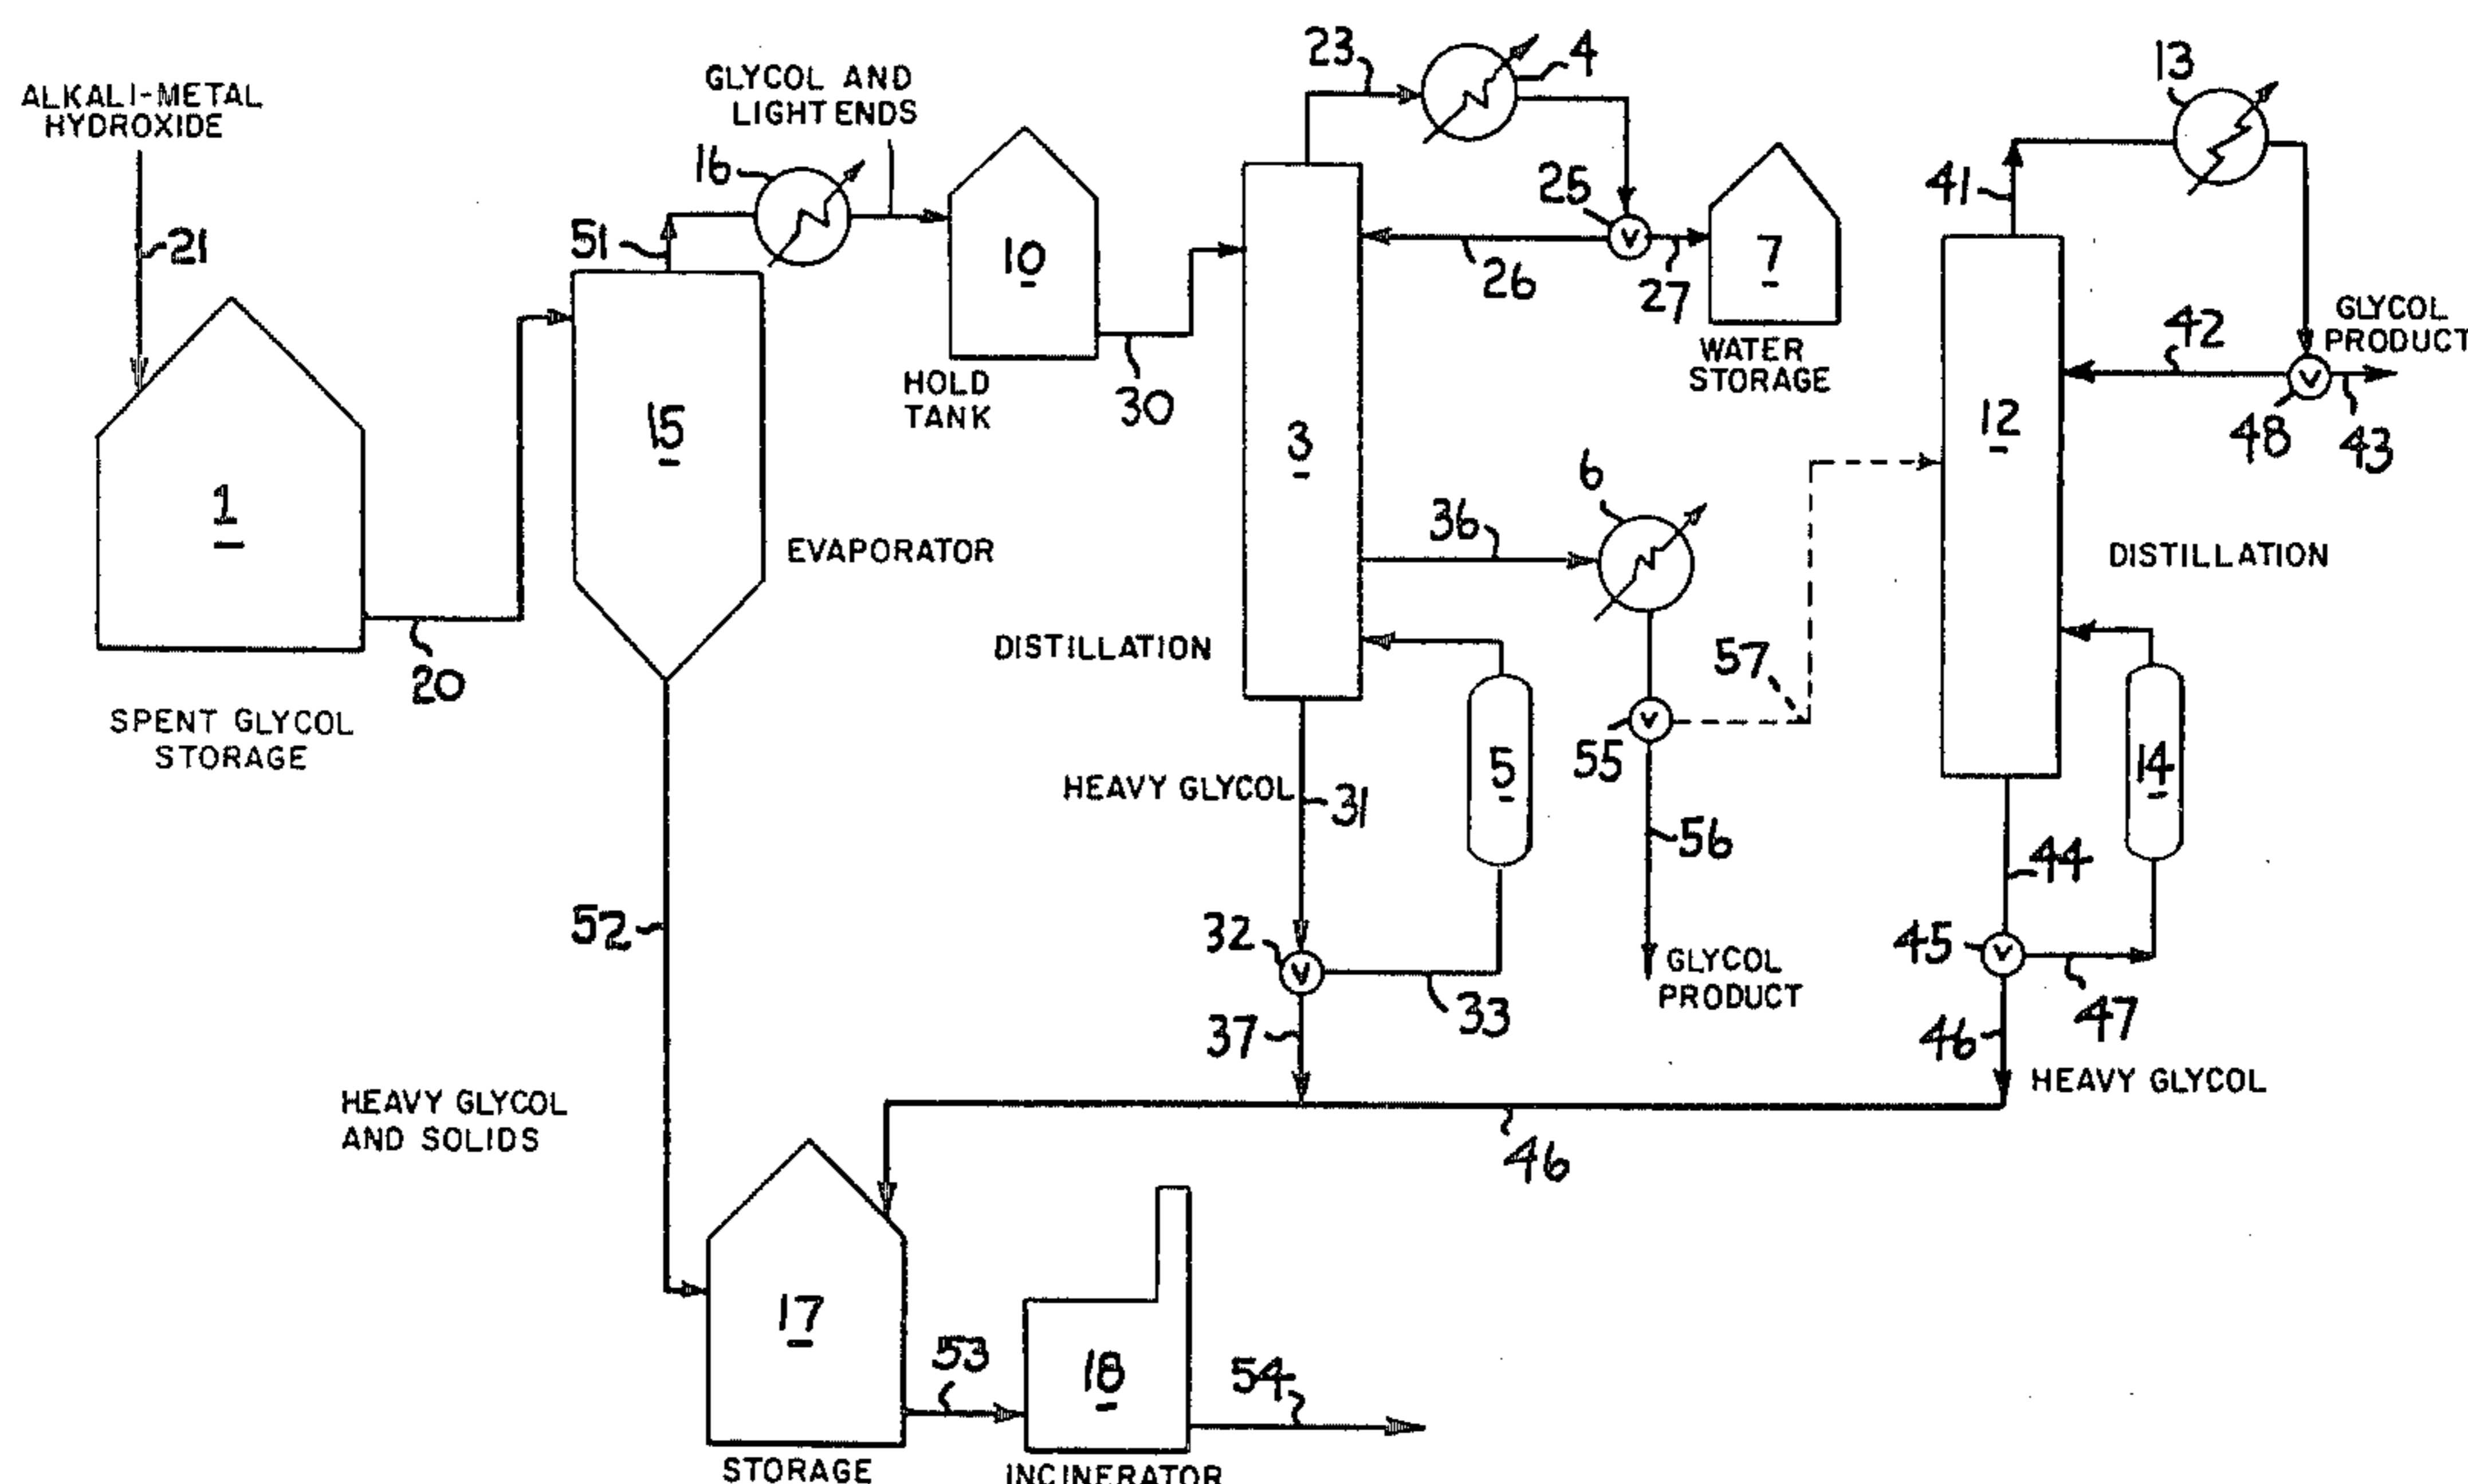 ALKALI-METAL
HYDROXIDE
21
1
SPENT GLYCOL
STORAGE
20
51
15
EVAPORATOR
16
GLYCOL AND
LIGHT ENDS
10
HOLD
TANK
30
23
4
3
DISTILLATION
25
V
26
27
7
WATER
STORAGE
36
6
57
55
V
56
GLYCOL
PRODUCT
5
HEAVY GLYCOL
31
32
V
33
37
41
13
12
DISTILLATION
42
GLYCOL
PRODUCT
48
V
43
14
44
45
V
47
46
HEAVY GLYCOL
46
52
HEAVY GLYCOL
AND SOLIDS
17
STORAGE
53
18
INCINERATOR
54